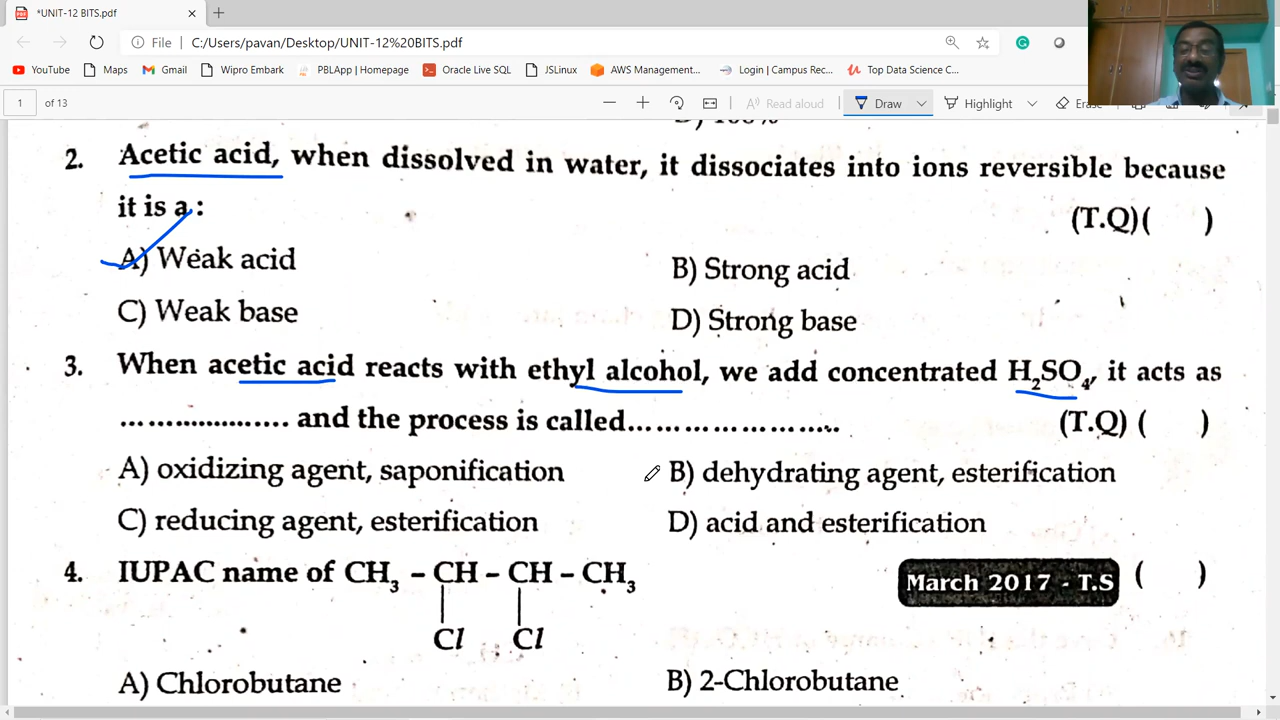 *UNIT-12 BITS.pdf
File C:/Users/pavan/Desktop/UNIT-12%20BITS.pdf
YouTube Maps Gmail Wipro Embark PBLApp | Homepage Oracle Live SQL JSLinux AWS Management... Login | Campus Rec... Top Data Science C...
1 of 13 Read aloud Draw Highlight Erase
D) 100%
2. Acetic acid, when dissolved in water, it dissociates into ions reversible because
it is a : (T.Q)( )
A) Weak acid B) Strong acid
C) Weak base D) Strong base
3. When acetic acid reacts with ethyl alcohol, we add concentrated H₂SO₄, it acts as
........................ and the process is called........................ (T.Q) ( )
A) oxidizing agent, saponification B) dehydrating agent, esterification
C) reducing agent, esterification D) acid and esterification
4. IUPAC name of CH₃ – CH – CH – CH₃ March 2017 - T.S ( )
Cl Cl
A) Chlorobutane B) 2-Chlorobutane